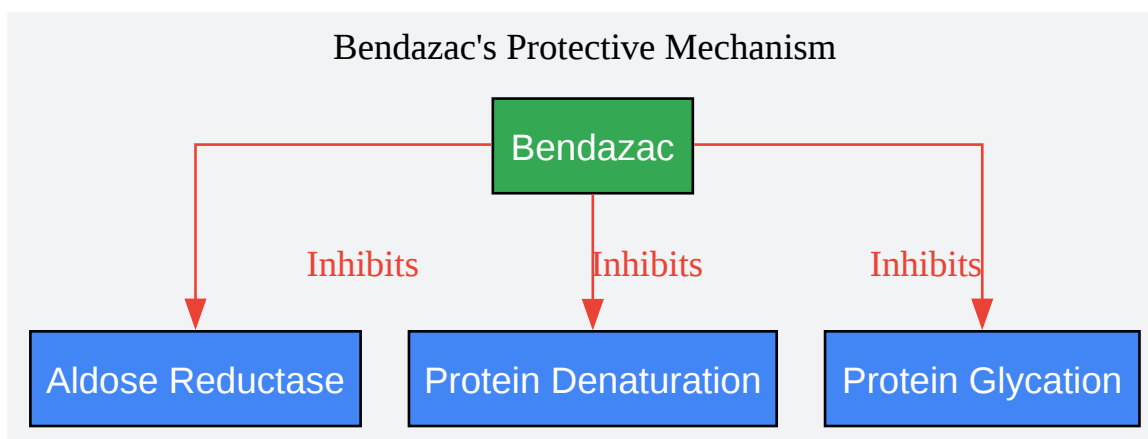 Bendazac's Protective Mechanism
Bendazac
Inhibits
Inhibits
Inhibits
Aldose Reductase
Protein Denaturation
Protein Glycation